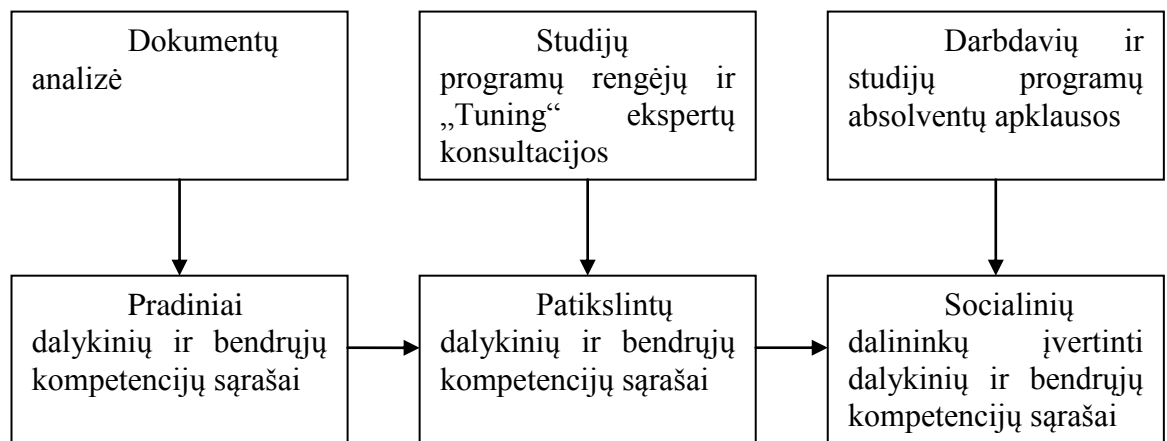 Dokumentų
analizė
Studijų
programų rengėjų ir
„Tuning“ ekspertų
konsultacijos
Darbdavių ir
studijų programų
absolventų apklausos
Pradiniai
dalykinių ir bendrųjų
kompetencijų sąrašai
Patikslintų
dalykinių ir bendrųjų
kompetencijų sąrašai
Socialinių
dalininkų įvertinti
dalykinių ir bendrųjų
kompetencijų sąrašai